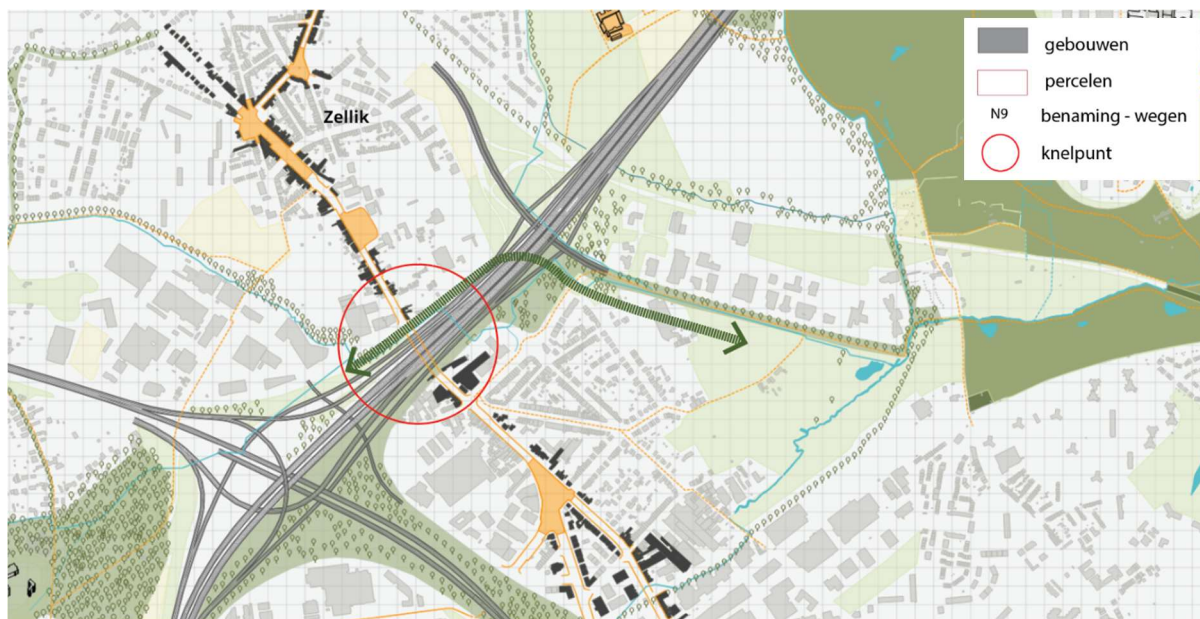 Zellik
gebouwen
percelen
N9 benaming - wegen
knelpunt